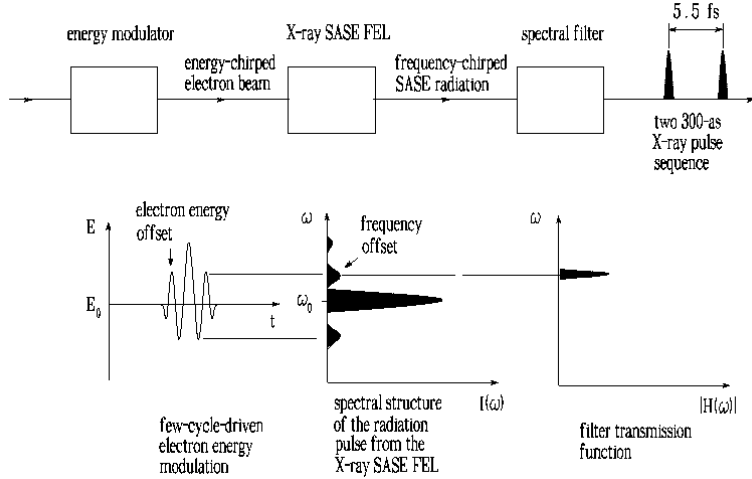 5.5 fs
energy modulator
X-ray SASE FEL
spectral filter
energy-chirped
electron beam
frequency-chirped
SASE radiation
two 300-as
X-ray pulse
sequence
electron energy
offset
E
E₀
t
few-cycle-driven
electron energy
modulation
ω
frequency
offset
ω₀
I(ω)
spectral structure
of the radiation
pulse from the
X-ray SASE FEL
ω
|H(ω)|
filter transmission
function